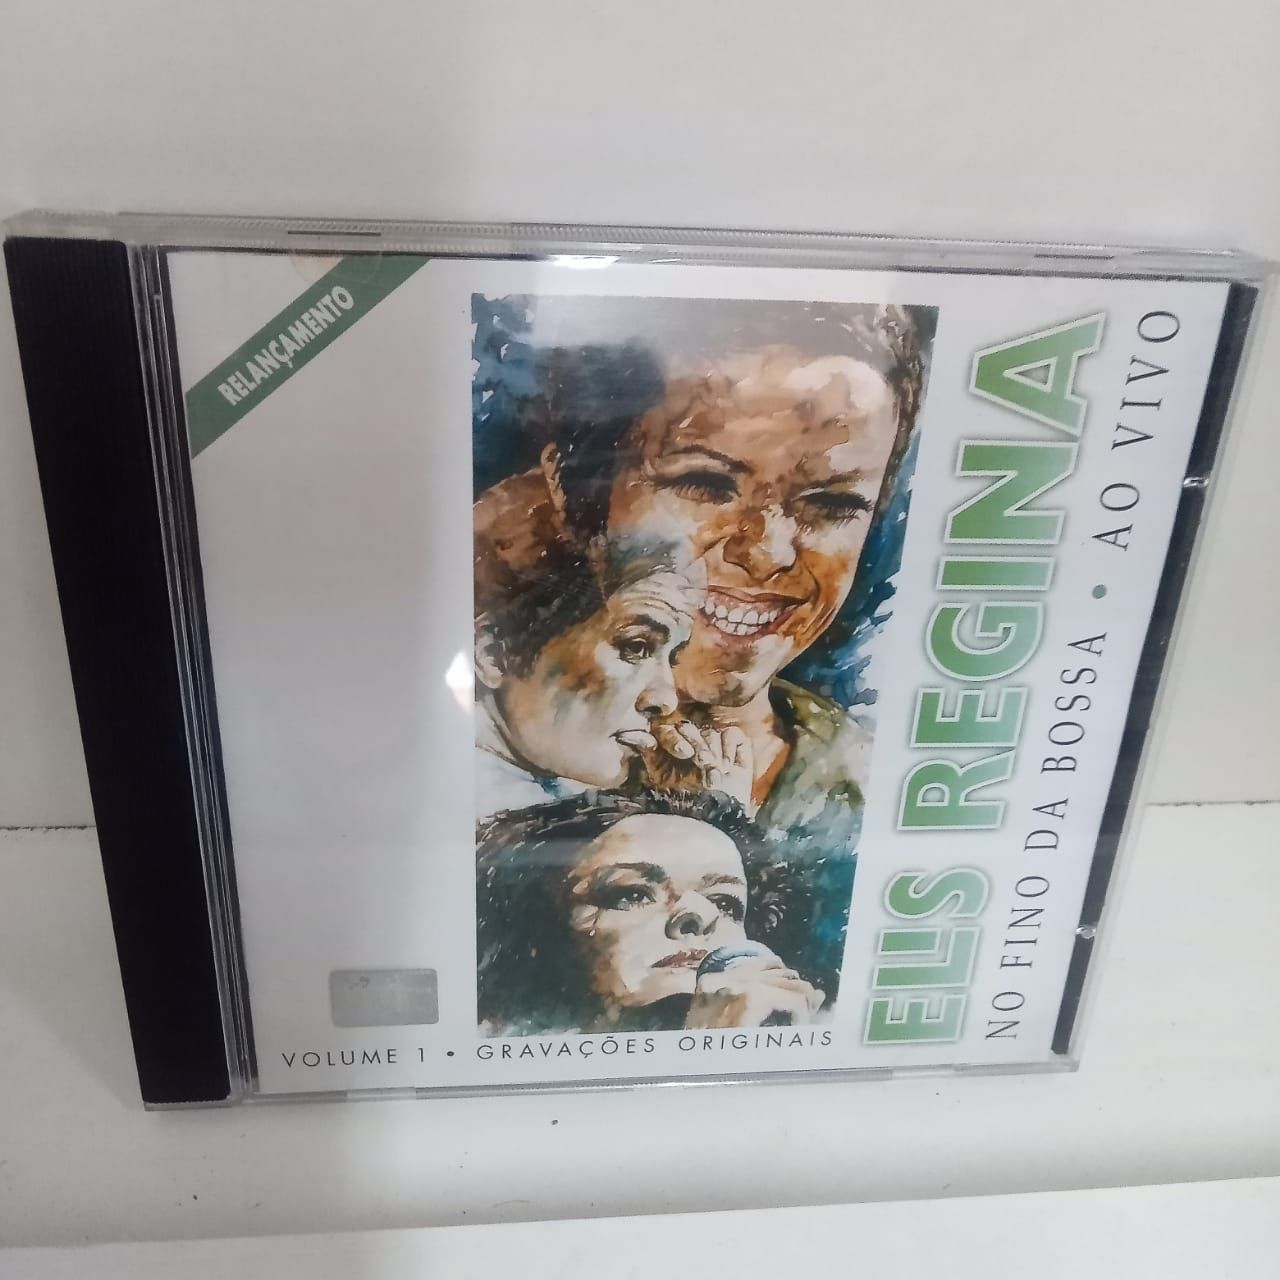 RELANÇAMENTO
ELIS REGINA
NO FINO DA BOSSA • AO VIVO
VOLUME 1 • GRAVAÇÕES ORIGINAIS